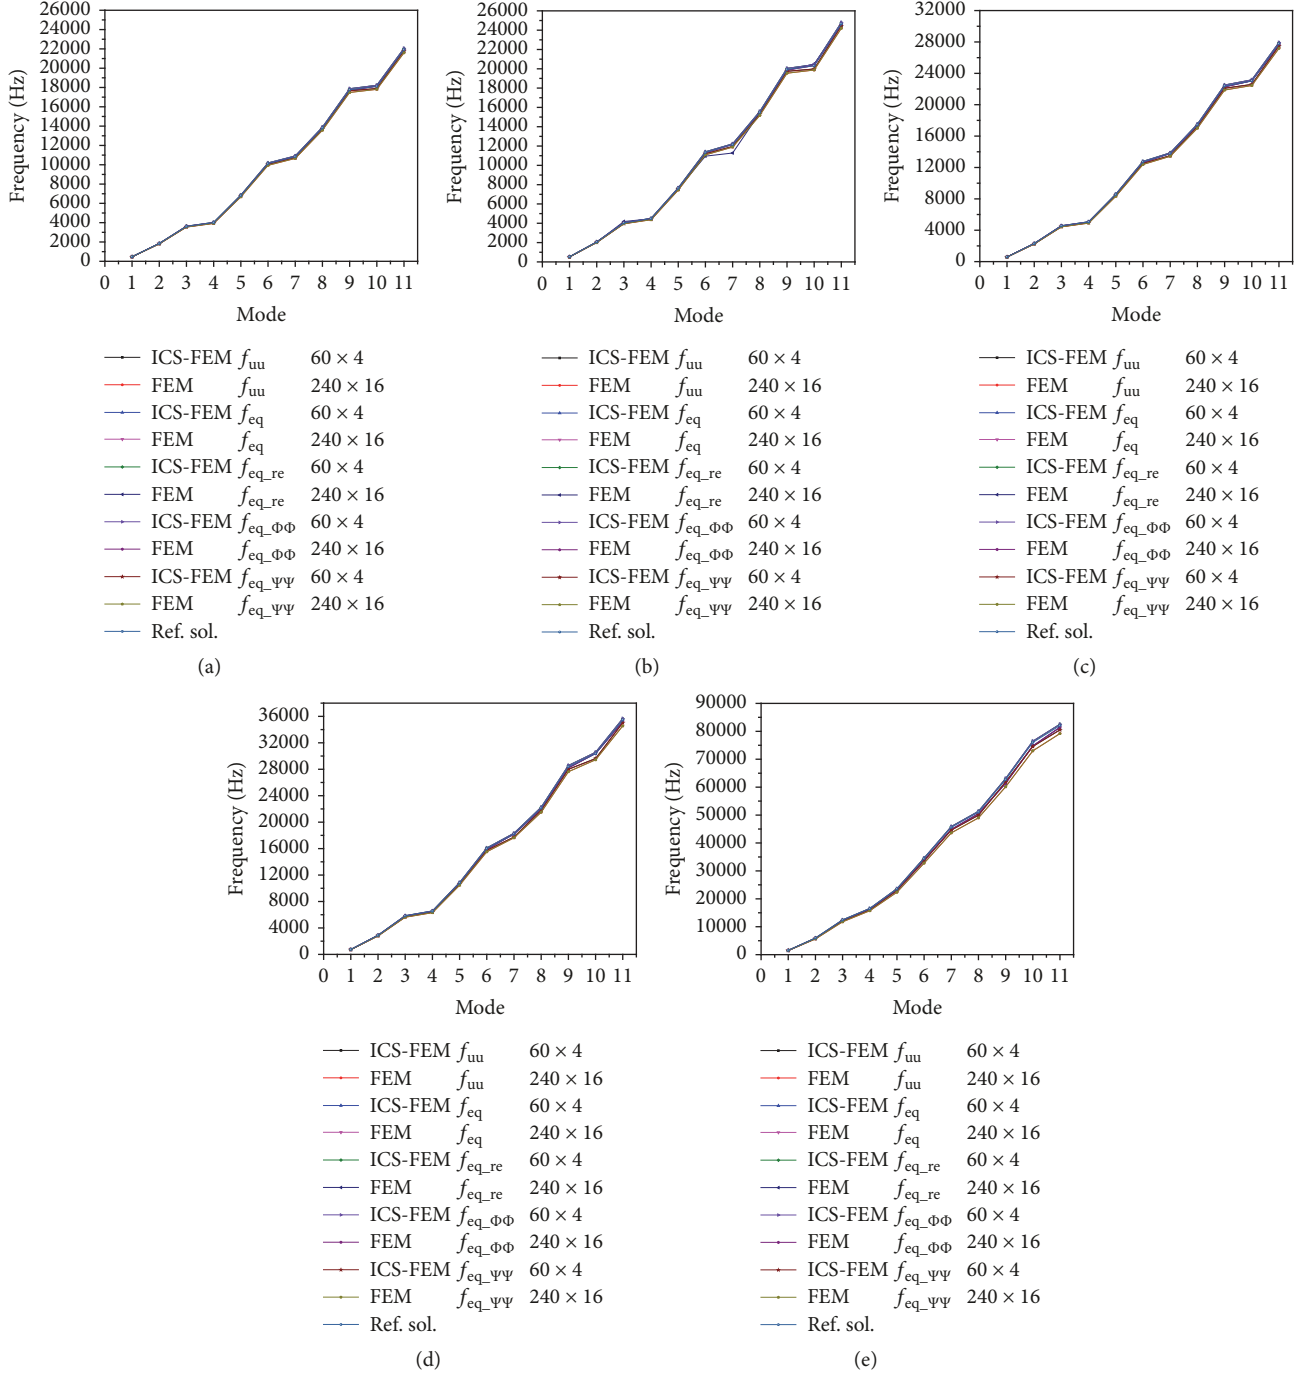 26000
24000
22000
20000
18000
16000
14000
12000
10000
8000
6000
4000
2000
0
Frequency (Hz)
0 1 2 3 4 5 6 7 8 9 10 11
Mode
ICS-FEM f_uu 60 × 4
FEM f_uu 240 × 16
ICS-FEM f_eq 60 × 4
FEM f_eq 240 × 16
ICS-FEM f_eq_re 60 × 4
FEM f_eq_re 240 × 16
ICS-FEM f_eq_ΦΦ 60 × 4
FEM f_eq_ΦΦ 240 × 16
ICS-FEM f_eq_ΨΨ 60 × 4
FEM f_eq_ΨΨ 240 × 16
Ref. sol.
(a)
26000
24000
22000
20000
18000
16000
14000
12000
10000
8000
6000
4000
2000
0
Frequency (Hz)
0 1 2 3 4 5 6 7 8 9 10 11
Mode
ICS-FEM f_uu 60 × 4
FEM f_uu 240 × 16
ICS-FEM f_eq 60 × 4
FEM f_eq 240 × 16
ICS-FEM f_eq_re 60 × 4
FEM f_eq_re 240 × 16
ICS-FEM f_eq_ΦΦ 60 × 4
FEM f_eq_ΦΦ 240 × 16
ICS-FEM f_eq_ΨΨ 60 × 4
FEM f_eq_ΨΨ 240 × 16
Ref. sol.
(b)
32000
28000
24000
20000
16000
12000
8000
4000
0
Frequency (Hz)
0 1 2 3 4 5 6 7 8 9 10 11
Mode
ICS-FEM f_uu 60 × 4
FEM f_uu 240 × 16
ICS-FEM f_eq 60 × 4
FEM f_eq 240 × 16
ICS-FEM f_eq_re 60 × 4
FEM f_eq_re 240 × 16
ICS-FEM f_eq_ΦΦ 60 × 4
FEM f_eq_ΦΦ 240 × 16
ICS-FEM f_eq_ΨΨ 60 × 4
FEM f_eq_ΨΨ 240 × 16
Ref. sol.
(c)
36000
32000
28000
24000
20000
16000
12000
8000
4000
0
Frequency (Hz)
0 1 2 3 4 5 6 7 8 9 10 11
Mode
ICS-FEM f_uu 60 × 4
FEM f_uu 240 × 16
ICS-FEM f_eq 60 × 4
FEM f_eq 240 × 16
ICS-FEM f_eq_re 60 × 4
FEM f_eq_re 240 × 16
ICS-FEM f_eq_ΦΦ 60 × 4
FEM f_eq_ΦΦ 240 × 16
ICS-FEM f_eq_ΨΨ 60 × 4
FEM f_eq_ΨΨ 240 × 16
Ref. sol.
(d)
90000
80000
70000
60000
50000
40000
30000
20000
10000
0
Frequency (Hz)
0 1 2 3 4 5 6 7 8 9 10 11
Mode
ICS-FEM f_uu 60 × 4
FEM f_uu 240 × 16
ICS-FEM f_eq 60 × 4
FEM f_eq 240 × 16
ICS-FEM f_eq_re 60 × 4
FEM f_eq_re 240 × 16
ICS-FEM f_eq_ΦΦ 60 × 4
FEM f_eq_ΦΦ 240 × 16
ICS-FEM f_eq_ΨΨ 60 × 4
FEM f_eq_ΨΨ 240 × 16
Ref. sol.
(e)